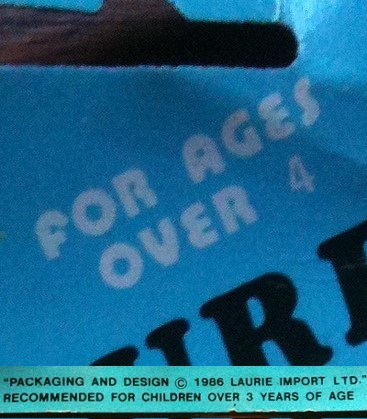 FOR AGES
OVER 4
"PACKAGING AND DESIGN © 1986 LAURIE IMPORT LTD."
RECOMMENDED FOR CHILDREN OVER 3 YEARS OF AGE